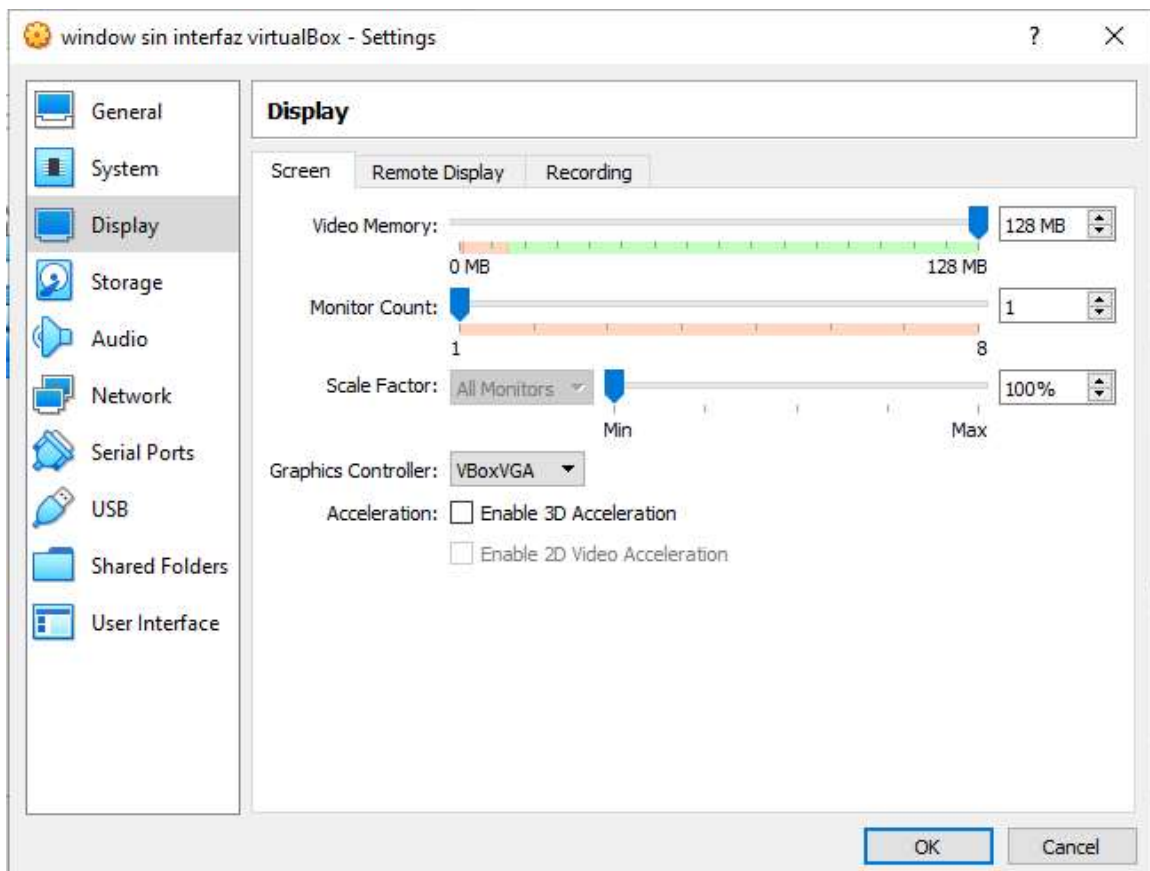 window sin interfaz virtualBox - Settings
?
General
System
Display
Storage
Audio
Network
Serial Ports
USB
Shared Folders
User Interface
Display
Screen Remote Display Recording
Video Memory: 128 MB
0 MB 128 MB
Monitor Count: 1
1 8
Scale Factor: All Monitors 100%
Min Max
Graphics Controller: VBoxVGA
Acceleration: Enable 3D Acceleration
Enable 2D Video Acceleration
OK Cancel